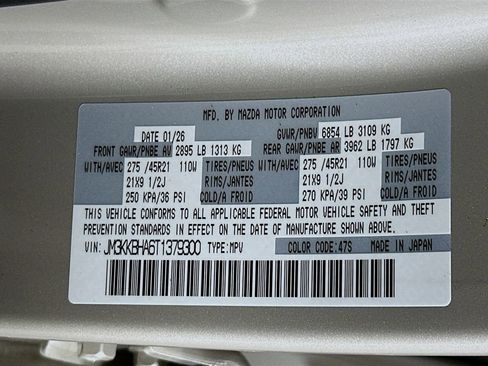 MFD. BY MAZDA MOTOR CORPORATION
DATE 01/26 GVWR/PNBV 6854 LB 3109 KG
FRONT GAWR/PNBE AV 2895 LB 1313 KG REAR GAWR/PNBE AR 3962 LB 1797 KG
WITH/AVEC 275 /45R21 110W TIRES/PNEUS WITH/AVEC 275 /45R21 110W TIRES/PNEUS
21X9 1/2J RIMS/JANTES 21X9 1/2J RIMS/JANTES
250 KPA/36 PSI COLD/A FROID 270 KPA/39 PSI COLD/A FROID
THIS VEHICLE CONFORMS TO ALL APPLICABLE FEDERAL MOTOR VEHICLE SAFETY AND THEFT
PREVENTION STANDARDS IN EFFECT ON THE DATE OF MANUFACTURE SHOWN ABOVE.
VIN: JM3KKBHA6T1379300 TYPE:MPV COLOR CODE:47S MADE IN JAPAN